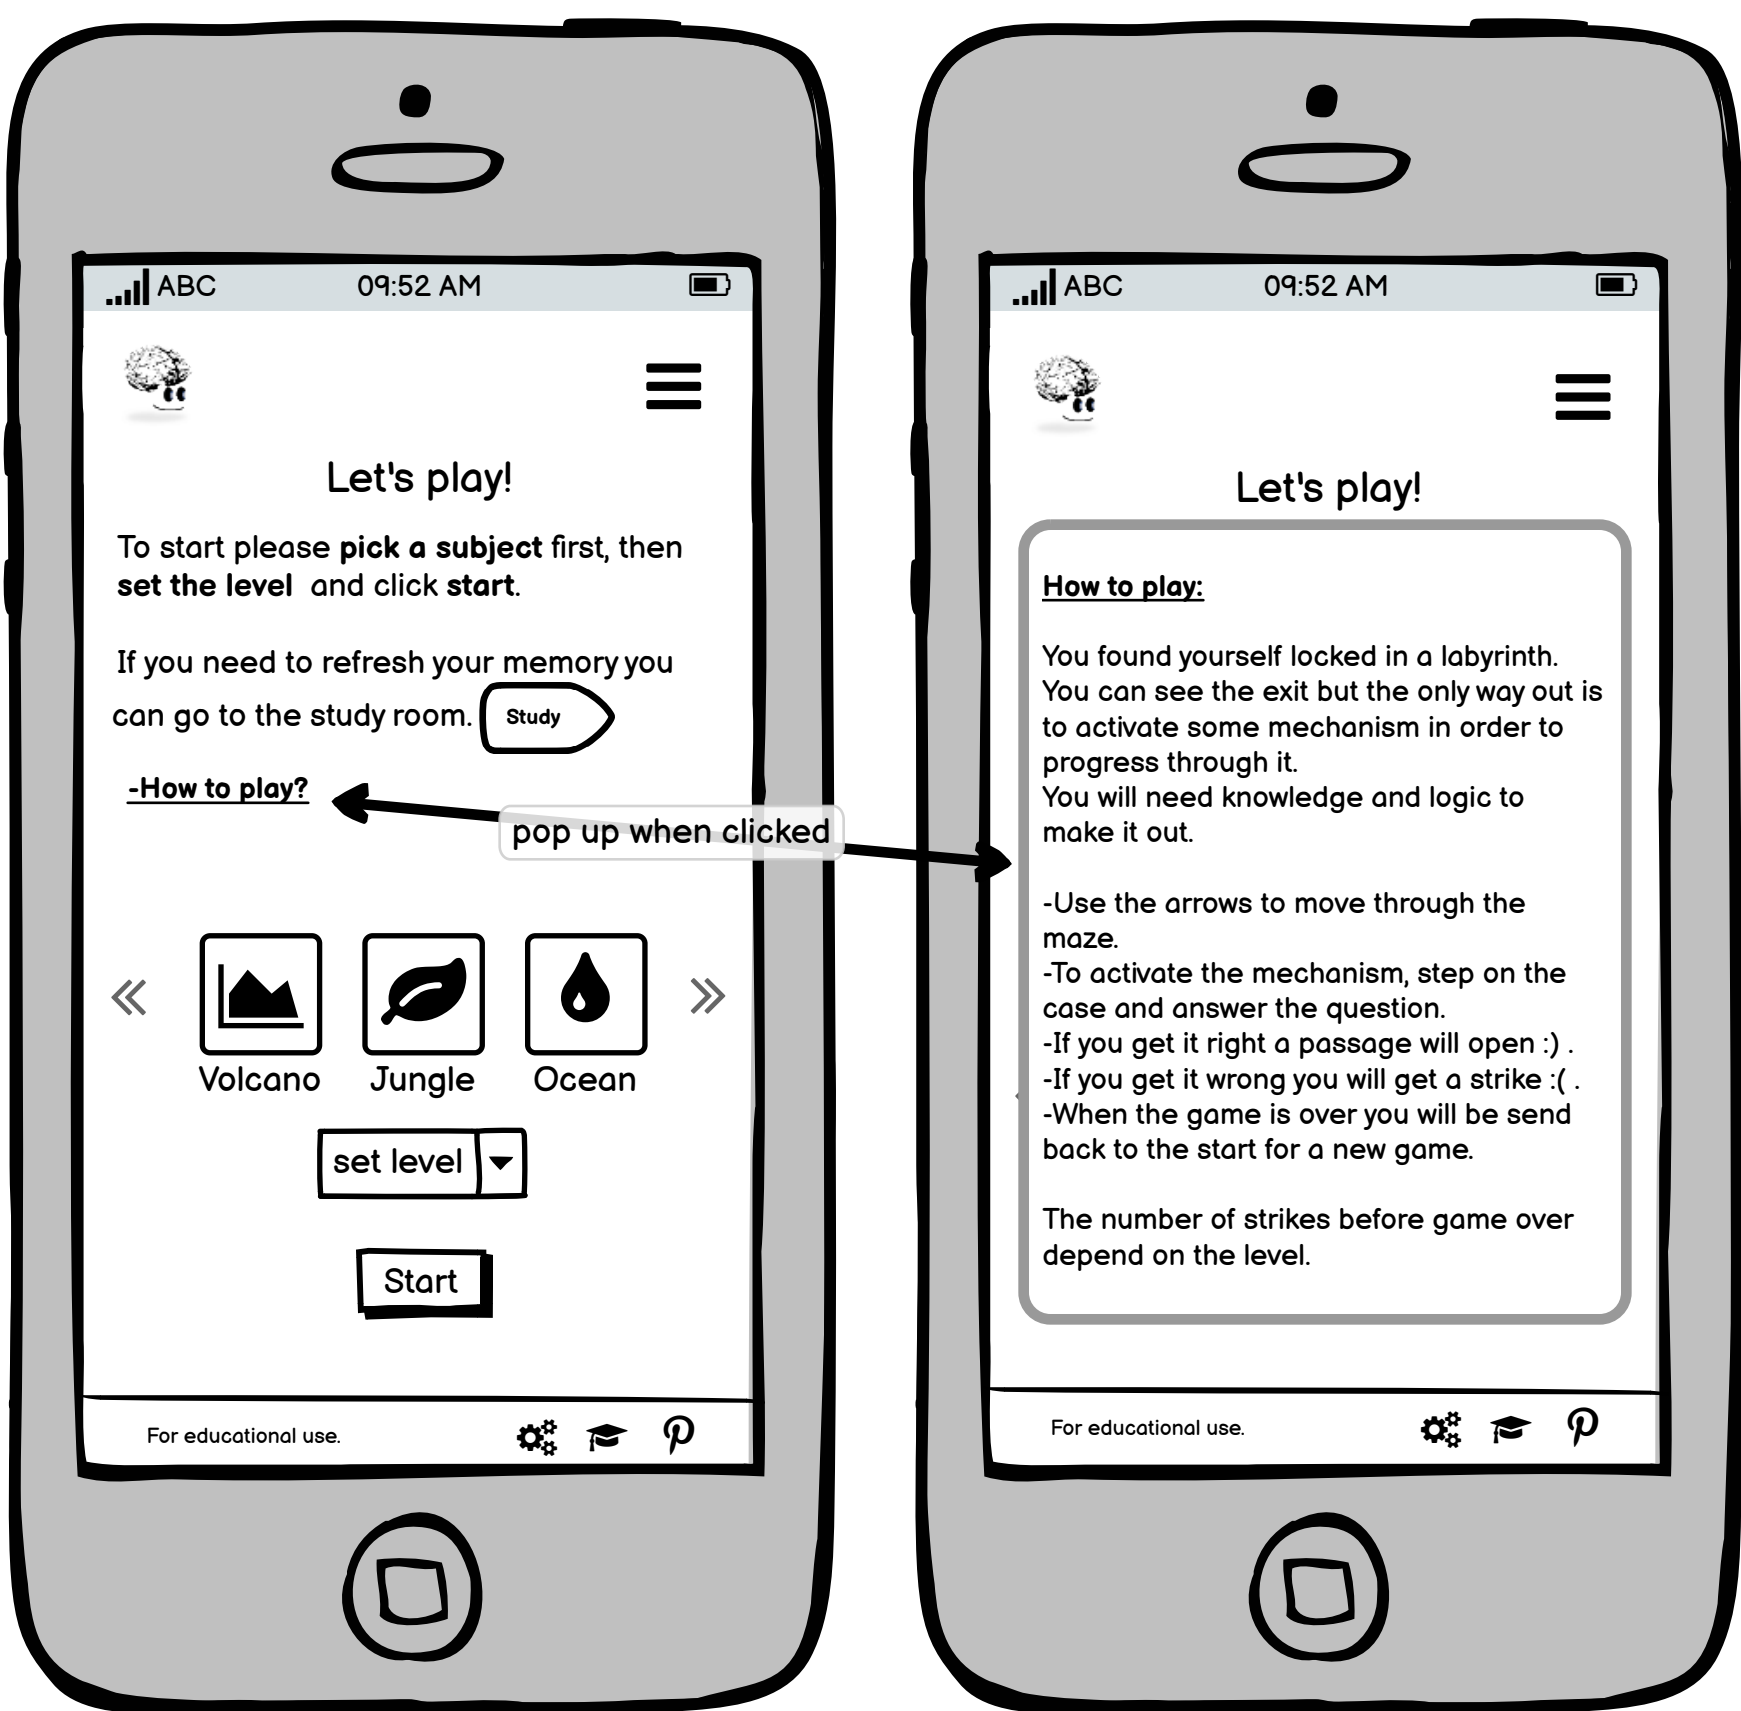 ABC 09:52 AM
Let's play!
To start please pick a subject first, then
set the level and click start.
If you need to refresh your memory you
can go to the study room. Study
-How to play?
pop up when clicked
Volcano Jungle Ocean
set level
Start
For educational use.
ABC 09:52 AM
Let's play!
How to play:
You found yourself locked in a labyrinth.
You can see the exit but the only way out is
to activate some mechanism in order to
progress through it.
You will need knowledge and logic to
make it out.
-Use the arrows to move through the
maze.
-To activate the mechanism, step on the
case and answer the question.
-If you get it right a passage will open :) .
-If you get it wrong you will get a strike :( .
-When the game is over you will be send
back to the start for a new game.
The number of strikes before game over
depend on the level.
For educational use.